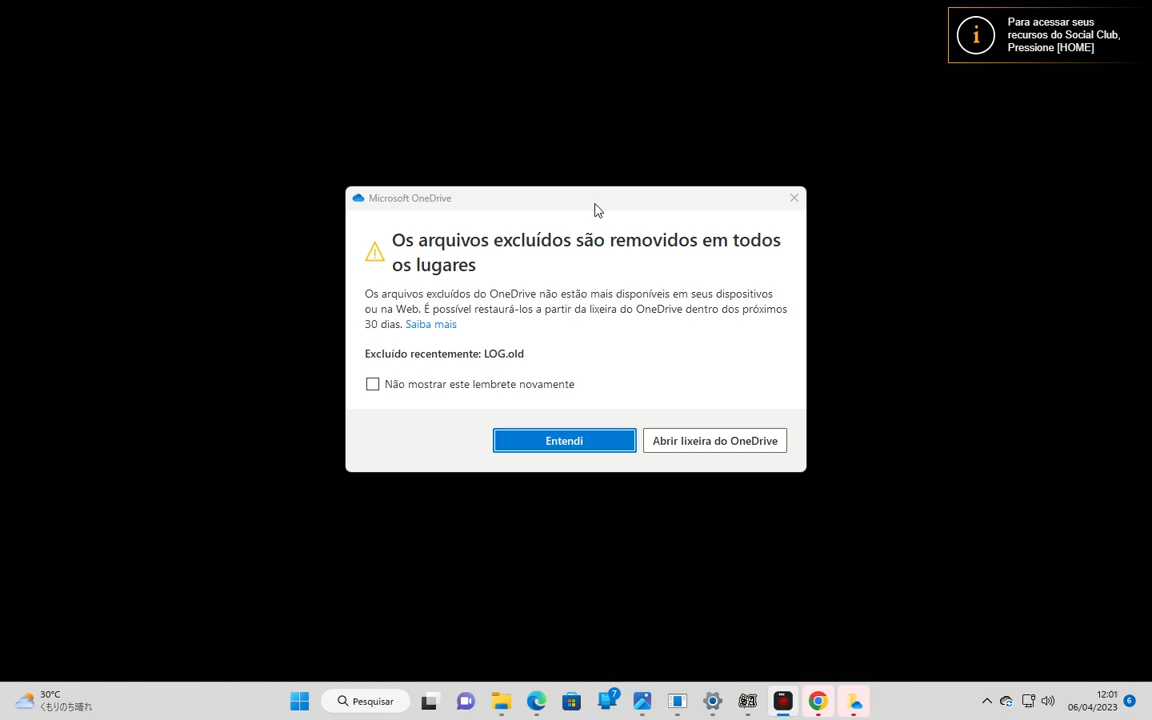 Para acessar seus
recursos do Social Club,
Pressione [HOME]
Microsoft OneDrive
Os arquivos excluídos são removidos em todos
os lugares
Os arquivos excluídos do OneDrive não estão mais disponíveis em seus dispositivos
ou na Web. É possível restaurá-los a partir da lixeira do OneDrive dentro dos próximos
30 dias. Saiba mais
Excluído recentemente: LOG.old
Não mostrar este lembrete novamente
Entendi
Abrir lixeira do OneDrive
30°C
くもりのち晴れ
Pesquisar
7
12:01
06/04/2023
6